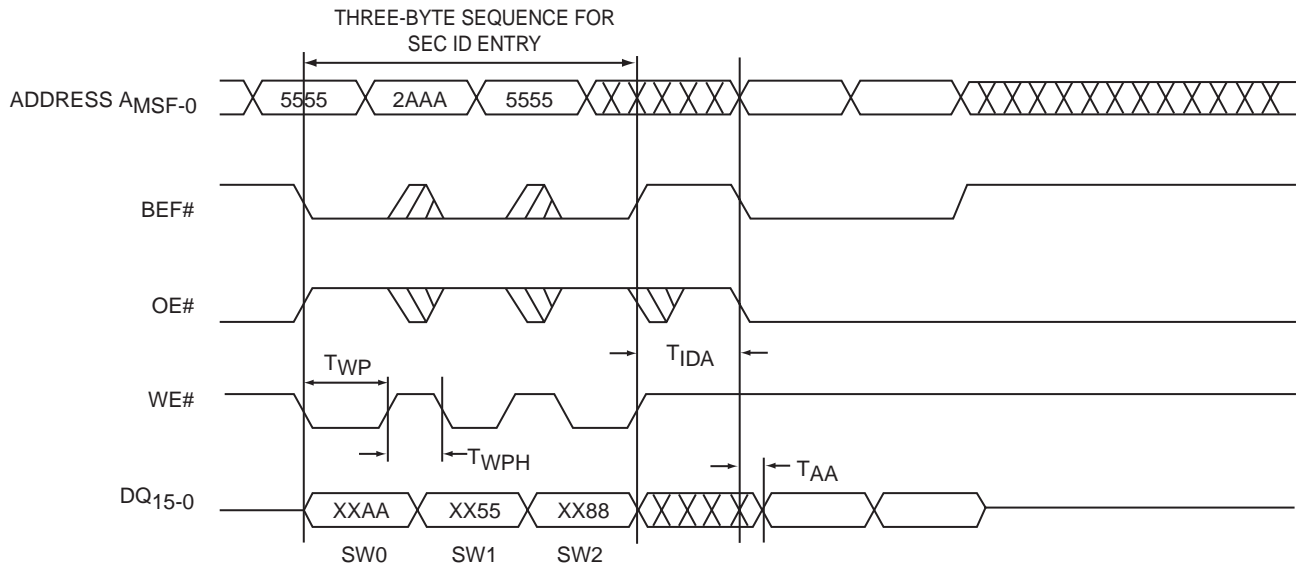 THREE-BYTE SEQUENCE FOR
SEC ID ENTRY
ADDRESS AMSF-0
5555
2AAA
5555
BEF#
OE#
TWP
TIDA
WE#
TWPH
TAA
DQ15-0
XXAA
XX55
XX88
SW0
SW1
SW2